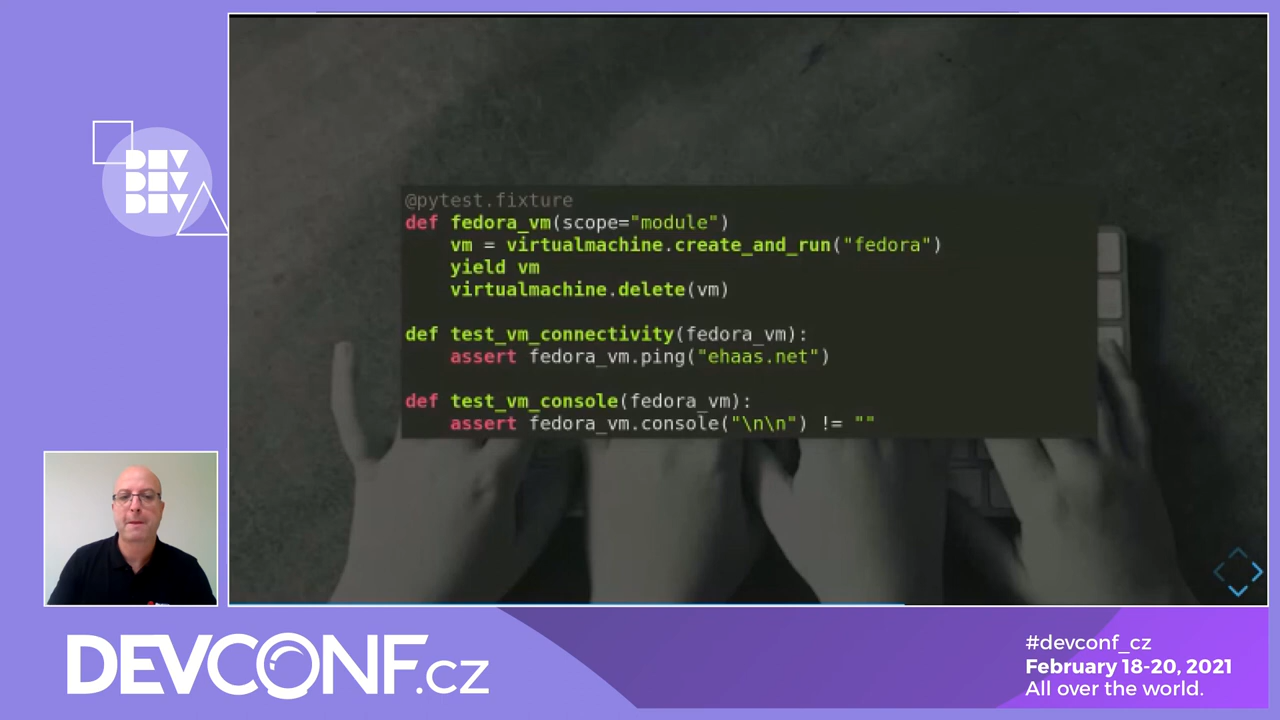 DEV
DEV
DEV
@pytest.fixture
def fedora_vm(scope="module")
    vm = virtualmachine.create_and_run("fedora")
    yield vm
    virtualmachine.delete(vm)
def test_vm_connectivity(fedora_vm):
    assert fedora_vm.ping("ehaas.net")
def test_vm_console(fedora_vm):
    assert fedora_vm.console("\n\n") != ""
DEVCONF.cz
#devconf_cz
February 18-20, 2021
All over the world.